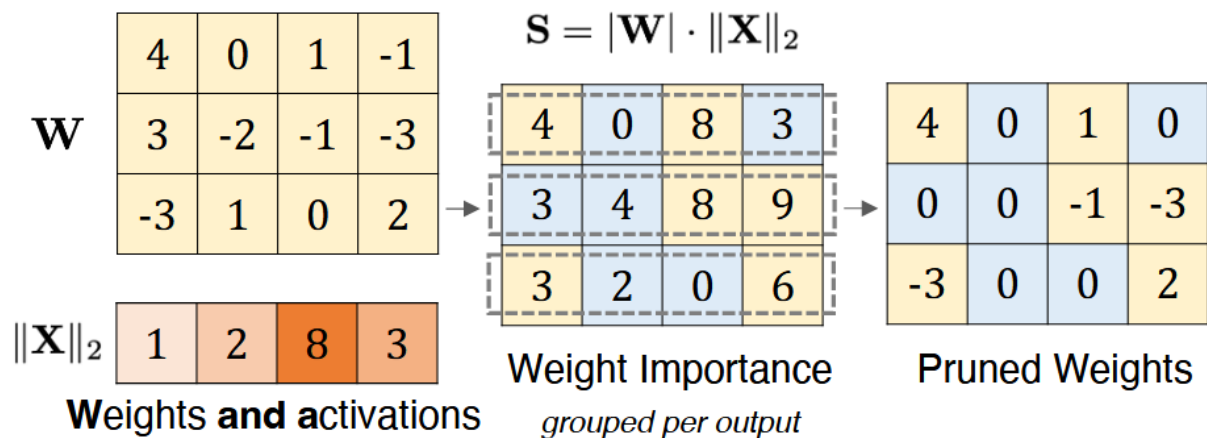 4 0 1 -1
W 3 -2 -1 -3
-3 1 0 2
‖X‖₂ 1 2 8 3
Weights and activations
S = |W| · ‖X‖₂
4 0 8 3
3 4 8 9
3 2 0 6
Weight Importance
grouped per output
4 0 1 0
0 0 -1 -3
-3 0 0 2
Pruned Weights